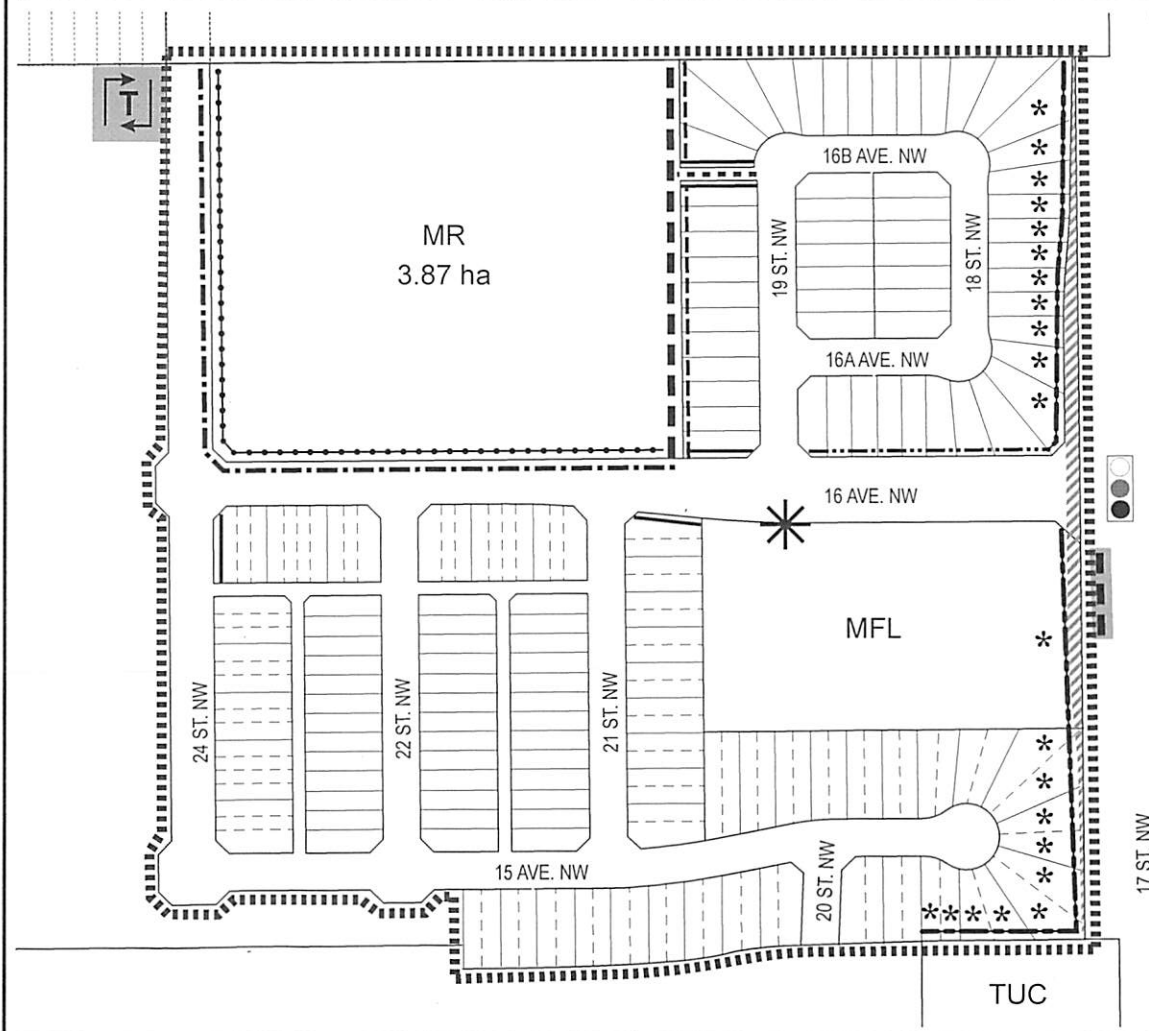 T
MR
3.87 ha
16B AVE. NW
19 ST. NW
18 ST. NW
16A AVE. NW
16 AVE. NW
MFL
24 ST. NW
22 ST. NW
21 ST. NW
15 AVE. NW
20 ST. NW
17 ST. NW
TUC